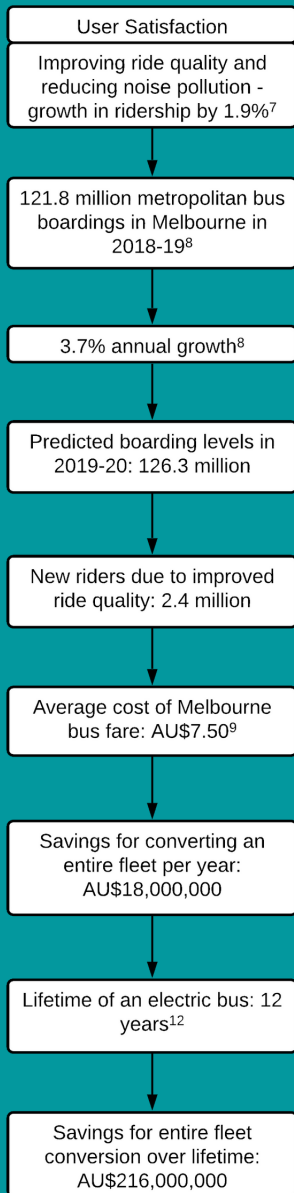 User Satisfaction
Improving ride quality and
reducing noise pollution -
growth in ridership by 1.9%⁷
121.8 million metropolitan bus
boardings in Melbourne in
2018-19⁸
3.7% annual growth⁸
Predicted boarding levels in
2019-20: 126.3 million
New riders due to improved
ride quality: 2.4 million
Average cost of Melbourne
bus fare: AU$7.50⁹
Savings for converting an
entire fleet per year:
AU$18,000,000
Lifetime of an electric bus: 12
years¹²
Savings for entire fleet
conversion over lifetime:
AU$216,000,000